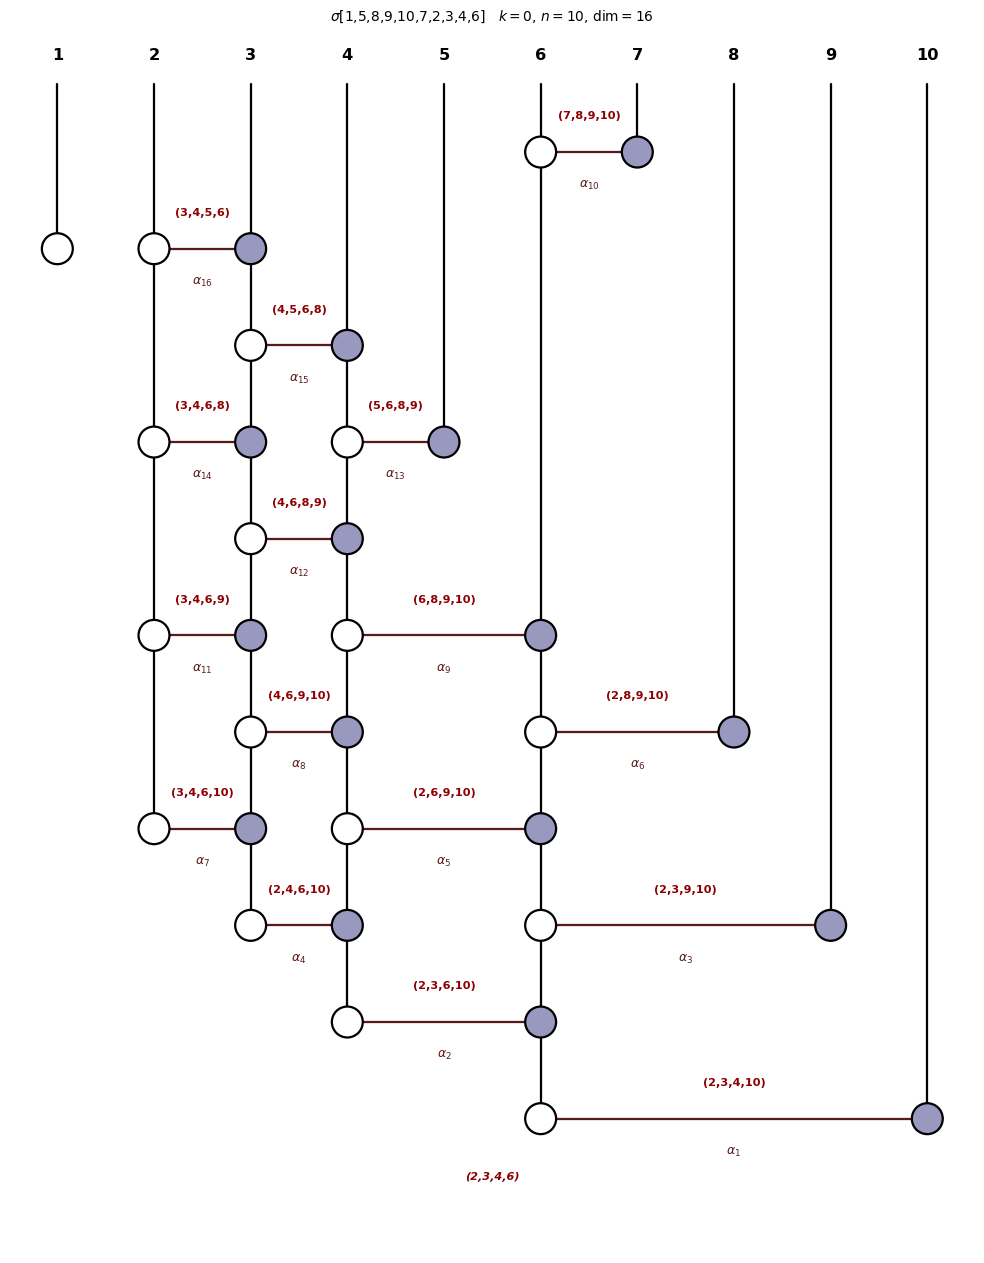 σ[1,5,8,9,10,7,2,3,4,6] k=0, n=10, dim=16
1 2 3 4 5 6 7 8 9 10
(7,8,9,10)
α₁₀
(3,4,5,6)
α₁₆
(4,5,6,8)
α₁₅
(3,4,6,8) (5,6,8,9)
α₁₄ α₁₃
(4,6,8,9)
α₁₂
(3,4,6,9) (6,8,9,10)
α₁₁ α₉
(4,6,9,10) (2,8,9,10)
α₈ α₆
(3,4,6,10) (2,6,9,10)
α₇ α₅
(2,4,6,10) (2,3,9,10)
α₄ α₃
(2,3,6,10)
α₂
(2,3,4,10)
α₁
(2,3,4,6)